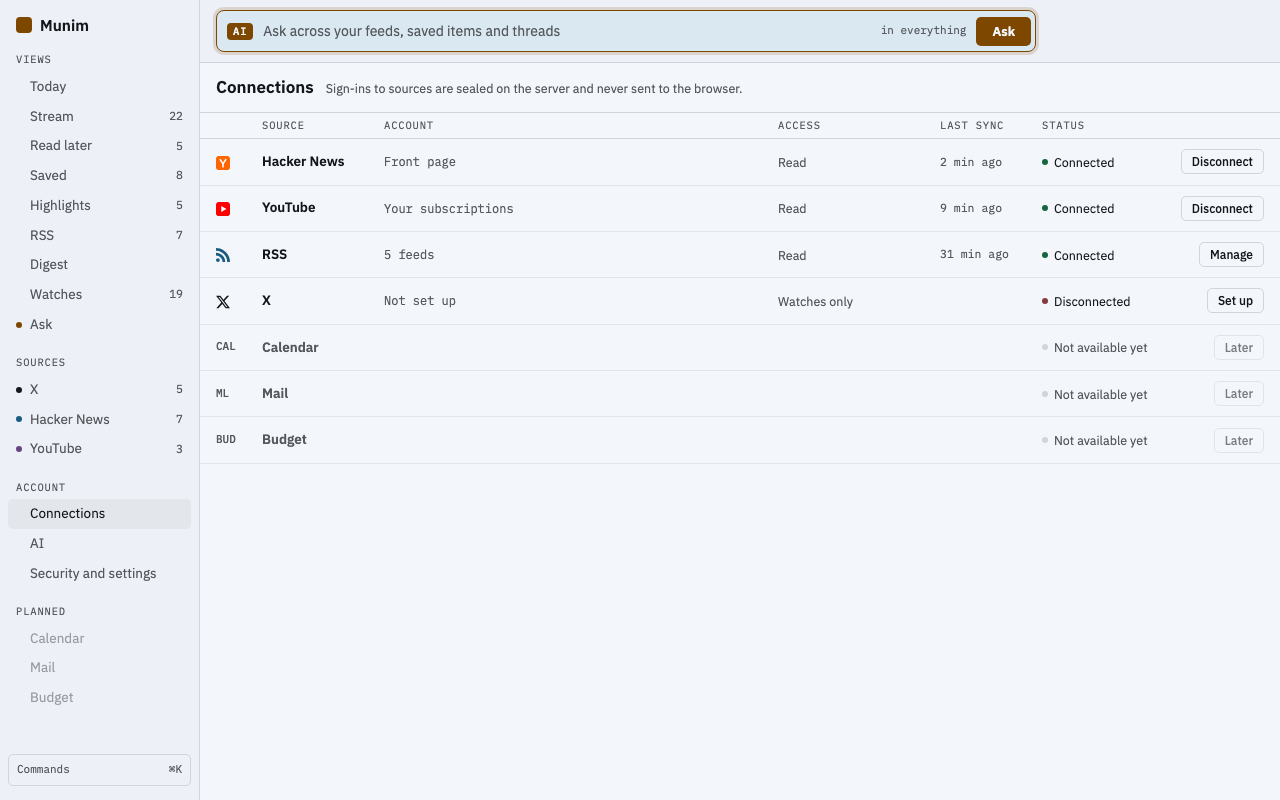 Munim
VIEWS
Today
Stream 22
Read later 5
Saved 8
Highlights 5
RSS 7
Digest
Watches 19
Ask
SOURCES
X 5
Hacker News 7
YouTube 3
ACCOUNT
Connections
AI
Security and settings
PLANNED
Calendar
Mail
Budget
Commands ⌘K
AI Ask across your feeds, saved items and threads in everything Ask
Connections Sign-ins to sources are sealed on the server and never sent to the browser.
SOURCE ACCOUNT ACCESS LAST SYNC STATUS
Y Hacker News Front page Read 2 min ago Connected Disconnect
YouTube Your subscriptions Read 9 min ago Connected Disconnect
RSS 5 feeds Read 31 min ago Connected Manage
X Not set up Watches only Disconnected Set up
CAL Calendar Not available yet Later
ML Mail Not available yet Later
BUD Budget Not available yet Later